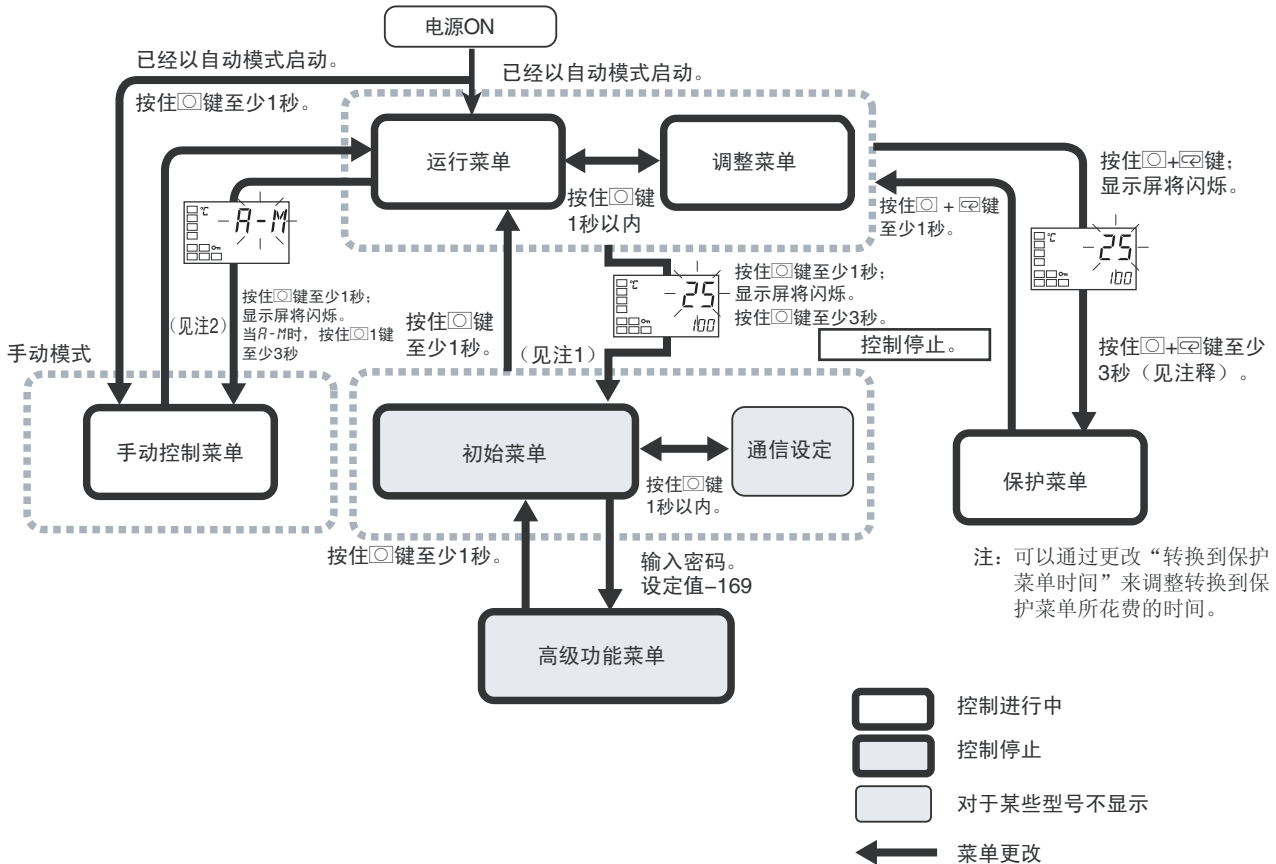 电源ON
已经以自动模式启动。
已经以自动模式启动。
按住键至少1秒。
运行菜单
调整菜单
按住键
1秒以内
按住+键;
显示屏将闪烁。
按住 + 键
至少1秒。
℃
A-M
℃
25
100
℃
25
100
按住键至少1秒;
显示屏将闪烁。
按住键至少3秒。
控制停止。
(见注2)
按住键至少1秒;
显示屏将闪烁。
当A-M时,按住1键
至少3秒
按住键
至少1秒。
(见注1)
按住+键至少
3秒(见注释)。
手动模式
手动控制菜单
初始菜单
通信设定
按住键
1秒以内。
保护菜单
按住键至少1秒。
输入密码。
设定值–169
注:可以通过更改“转换到保护
菜单时间”来调整转换到保
护菜单所花费的时间。
高级功能菜单
控制进行中
控制停止
对于某些型号不显示
菜单更改